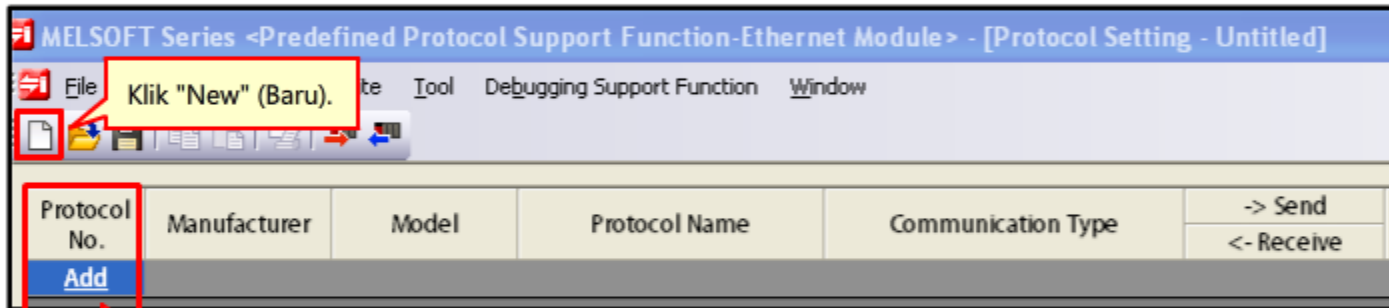 MELSOFT Series <Predefined Protocol Support Function-Ethernet Module> - [Protocol Setting - Untitled]
File te Tool Debugging Support Function Window
Klik "New" (Baru).
Protocol No. Manufacturer Model Protocol Name Communication Type -> Send
<- Receive
Add